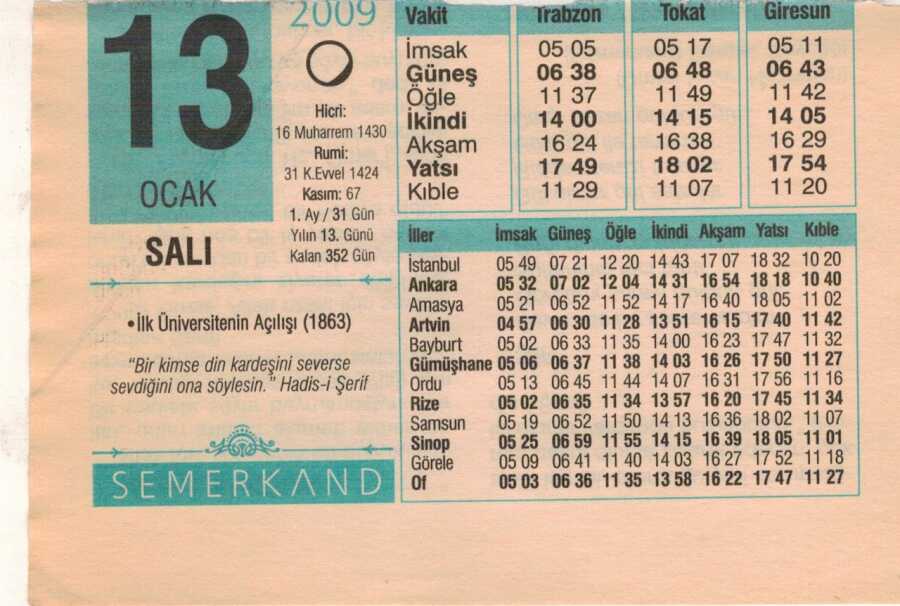 2009
13
OCAK
SALI
Hicri:
16 Muharrem 1430
Rumi:
31 K.Evvel 1424
Kasım: 67
1. Ay / 31 Gün
Yılın 13. Günü
Kalan 352 Gün
•İlk Üniversitenin Açılışı (1863)
"Bir kimse din kardeşini severse
sevdiğini ona söylesin." Hadis-i Şerif
SEMERKAND
Vakit Trabzon Tokat Giresun
İmsak 05 05 05 17 05 11
Güneş 06 38 06 48 06 43
Öğle 11 37 11 49 11 42
İkindi 14 00 14 15 14 05
Akşam 16 24 16 38 16 29
Yatsı 17 49 18 02 17 54
Kıble 11 29 11 07 11 20
İller İmsak Güneş Öğle İkindi Akşam Yatsı Kıble
İstanbul 05 49 07 21 12 20 14 43 17 07 18 32 10 20
Ankara 05 32 07 02 12 04 14 31 16 54 18 18 10 40
Amasya 05 21 06 52 11 52 14 17 16 40 18 05 11 02
Artvin 04 57 06 30 11 28 13 51 16 15 17 40 11 42
Bayburt 05 02 06 33 11 35 14 00 16 23 17 47 11 32
Gümüşhane 05 06 06 37 11 38 14 03 16 26 17 50 11 27
Ordu 05 13 06 45 11 44 14 07 16 31 17 56 11 16
Rize 05 02 06 35 11 34 13 57 16 20 17 45 11 34
Samsun 05 19 06 52 11 50 14 13 16 36 18 02 11 07
Sinop 05 25 06 59 11 55 14 15 16 39 18 05 11 01
Görele 05 09 06 41 11 40 14 03 16 27 17 52 11 18
Of 05 03 06 36 11 35 13 58 16 22 17 47 11 27